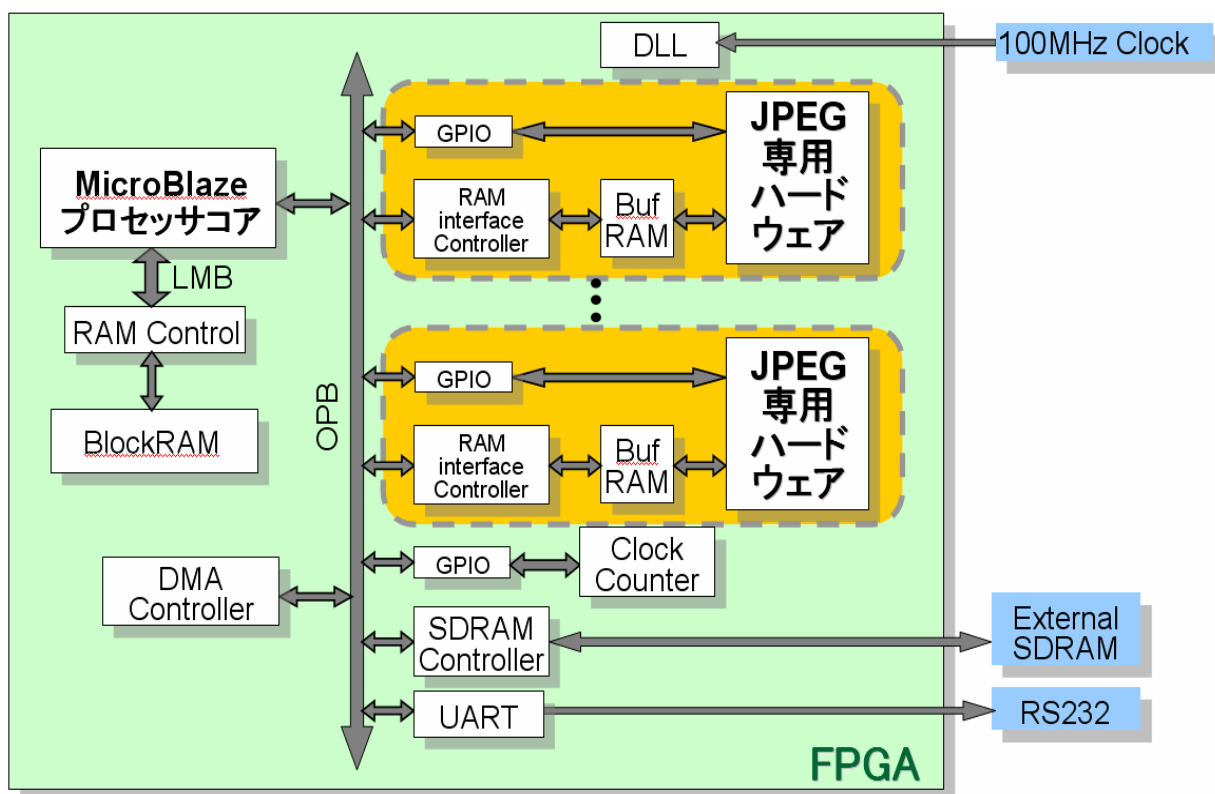 DLL
100MHz Clock
GPIO
JPEG
専用
ハード
ウェア
MicroBlaze
プロセッサコア
RAM
interface
Controller
Buf
RAM
LMB
RAM Control
BlockRAM
OPB
GPIO
JPEG
専用
ハード
ウェア
RAM
interface
Controller
Buf
RAM
GPIO
Clock
Counter
DMA
Controller
SDRAM
Controller
External
SDRAM
UART
RS232
FPGA